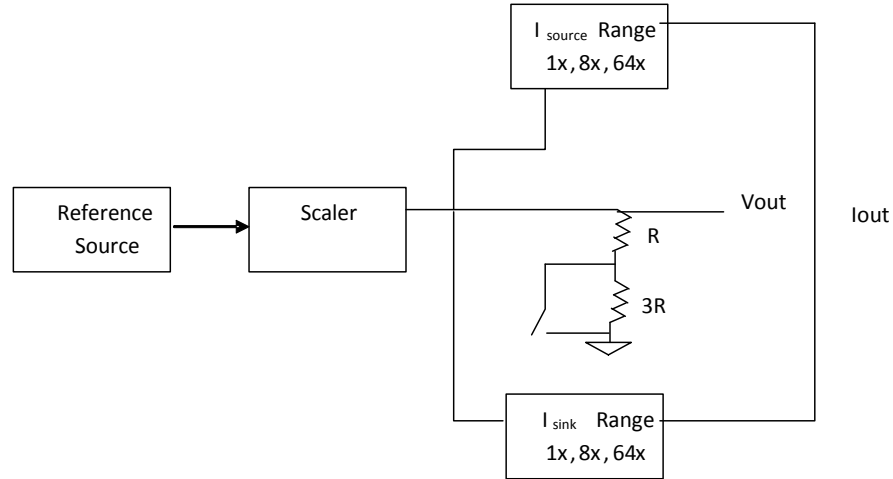 I source Range
1x, 8x, 64x
Reference
Source
Scaler
Vout
Iout
R
3R
I sink Range
1x, 8x, 64x